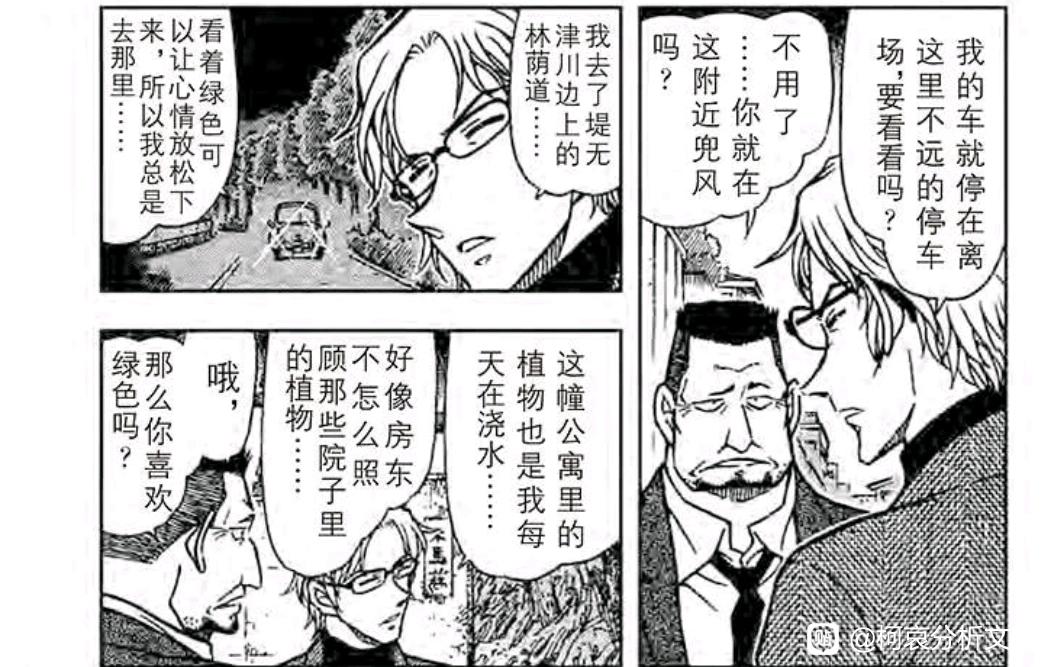 我的车就停在离
这里不远的停车
场，要看看吗？
不用了
……你就在
这附近兜风
吗？
我去了堤无
津川边上的
林荫道……
看着绿色可
以让心情放松下
来，所以我总是
去那里……
这幢公寓里的
植物也是我每
天在浇水……
好像房东
不怎么照
顾那些院子里
的植物……
哦，
那么你喜欢
绿色吗？
木馬荘
贴 @柯哀分析文